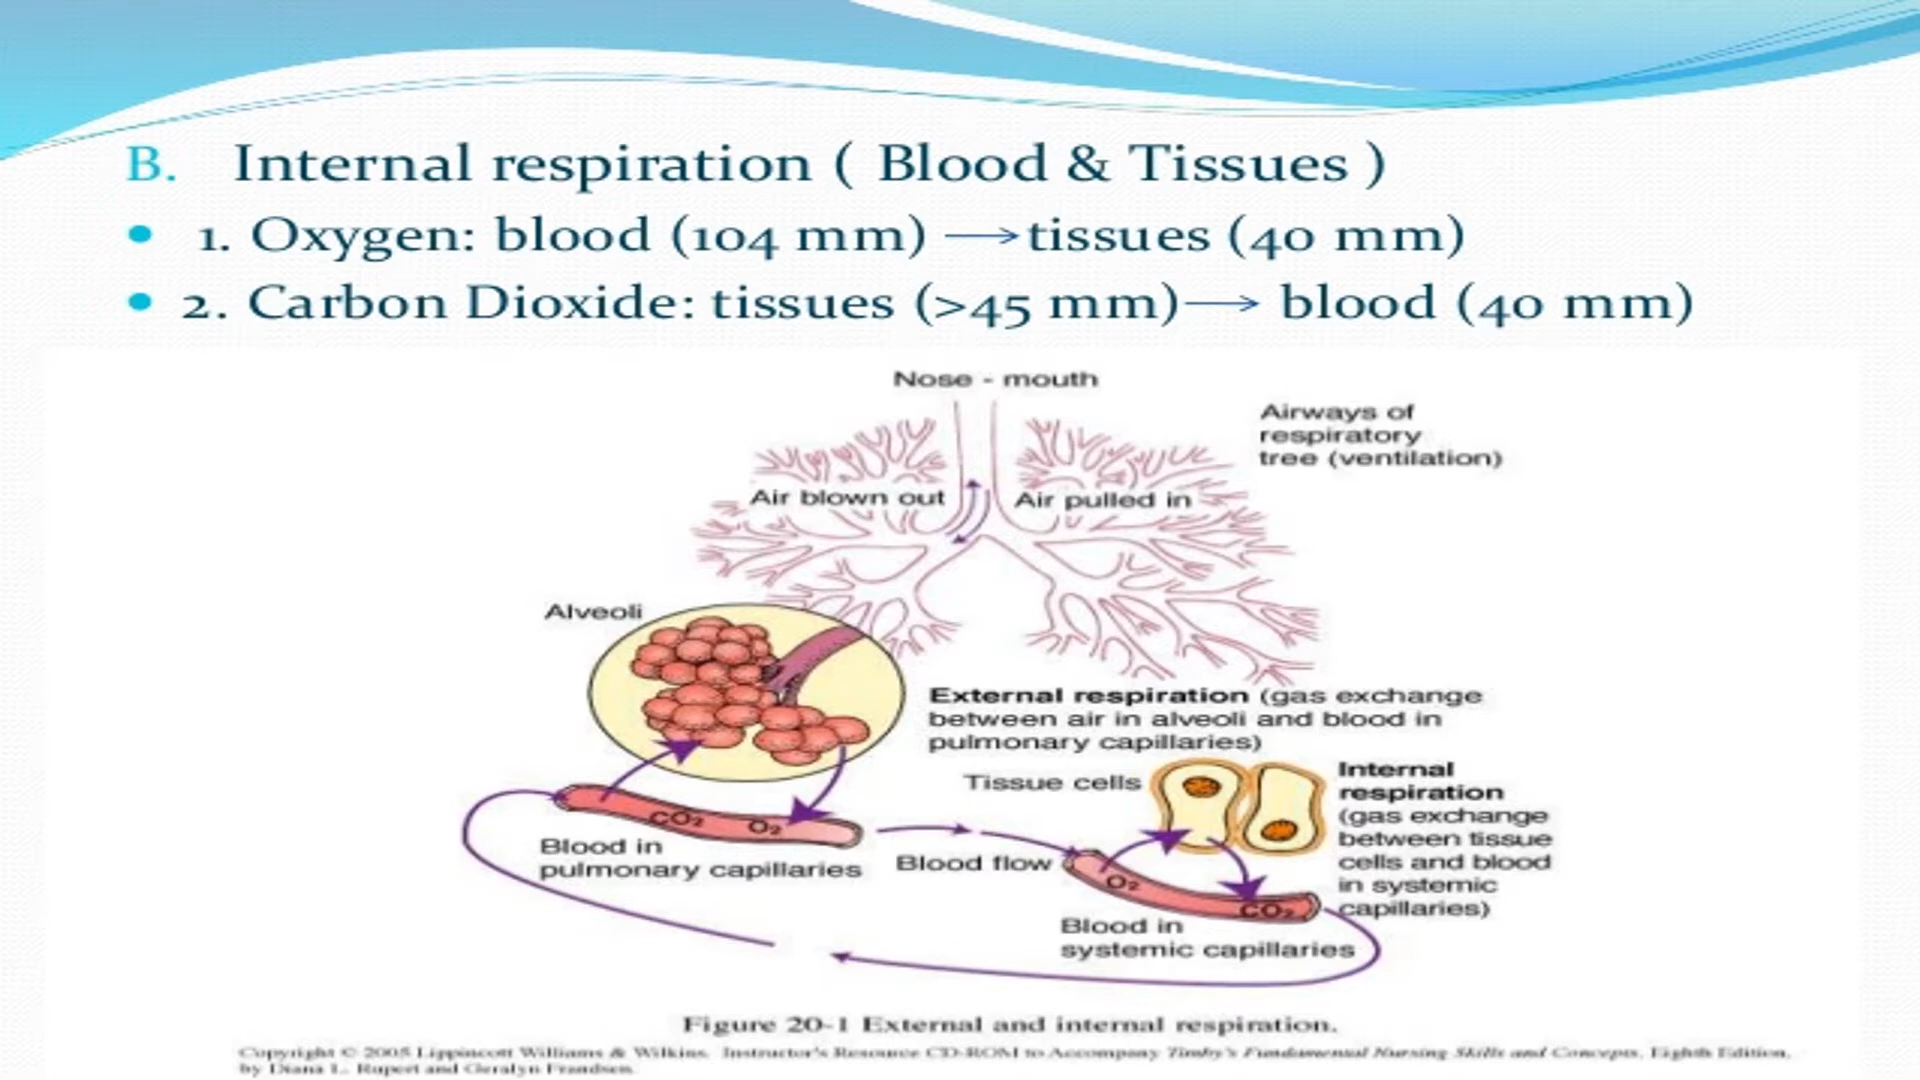 B. Internal respiration ( Blood & Tissues )
• 1. Oxygen: blood (104 mm) →tissues (40 mm)
• 2. Carbon Dioxide: tissues (>45 mm)→ blood (40 mm)
Nose - mouth
Airways of
respiratory
tree (ventilation)
Air blown out
Air pulled in
Alveoli
External respiration (gas exchange
between air in alveoli and blood in
pulmonary capillaries)
Tissue cells
Internal
respiration
(gas exchange
between tissue
cells and blood
in systemic
capillaries)
CO2
O2
Blood in
pulmonary capillaries
Blood flow
O2
CO2
Blood in
systemic capillaries
Figure 20-1 External and internal respiration.
Copyright © 2005 Lippincott Williams & Wilkins. Instructor's Resource CD-ROM to Accompany Timby's Fundamental Nursing Skills and Concepts, Eighth Edition,
by Diana L. Rupert and Geralyn Frandsen.